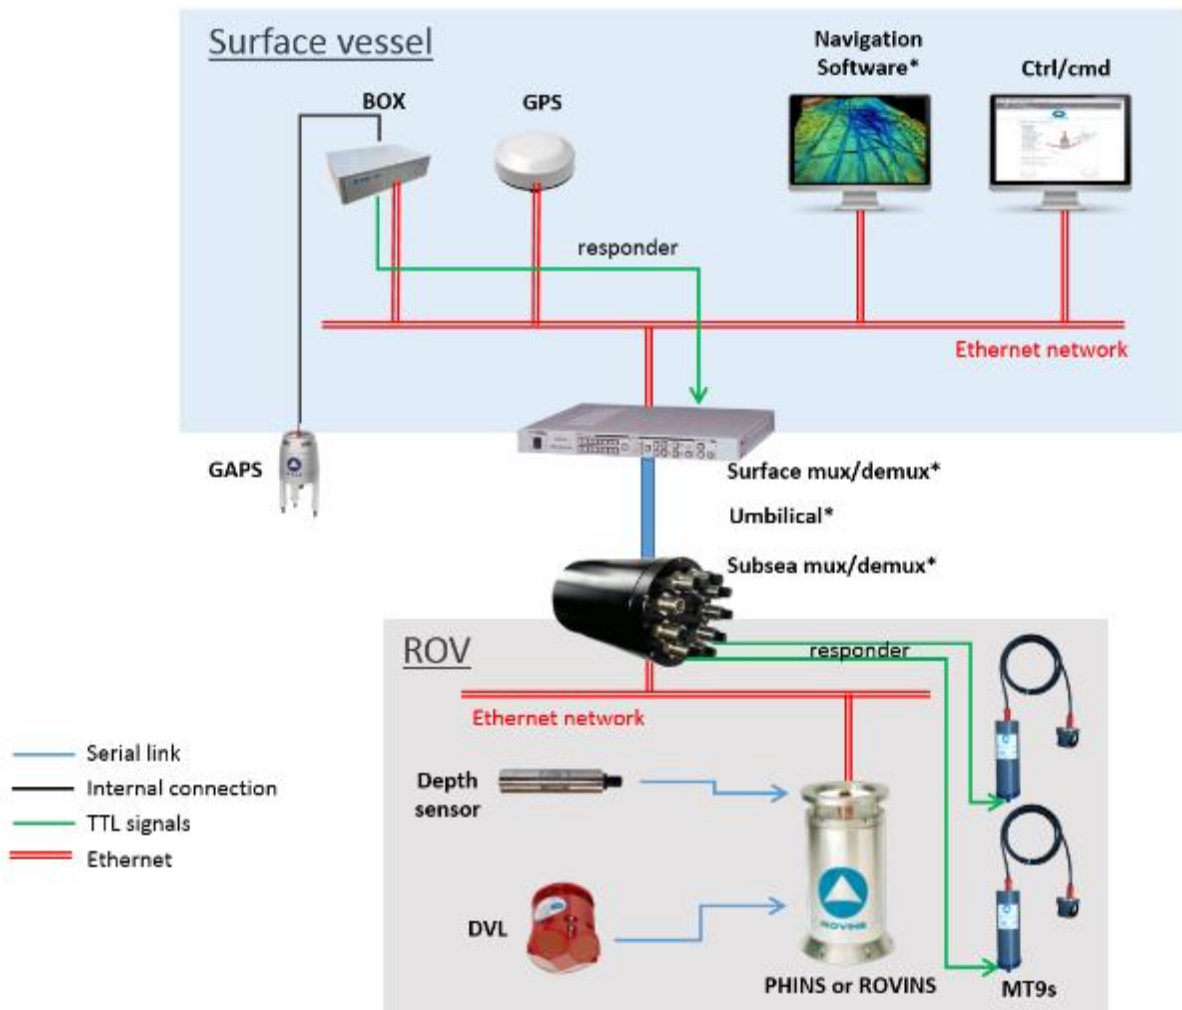 Surface vessel
Navigation
Software*
Ctrl/cmd
BOX
GPS
responder
Ethernet network
GAPS
Surface mux/demux*
Umbilical*
Subsea mux/demux*
ROV
responder
Ethernet network
Serial link
Internal connection
TTL signals
Ethernet
Depth
sensor
DVL
ROVINS
PHINS or ROVINS
MT9s